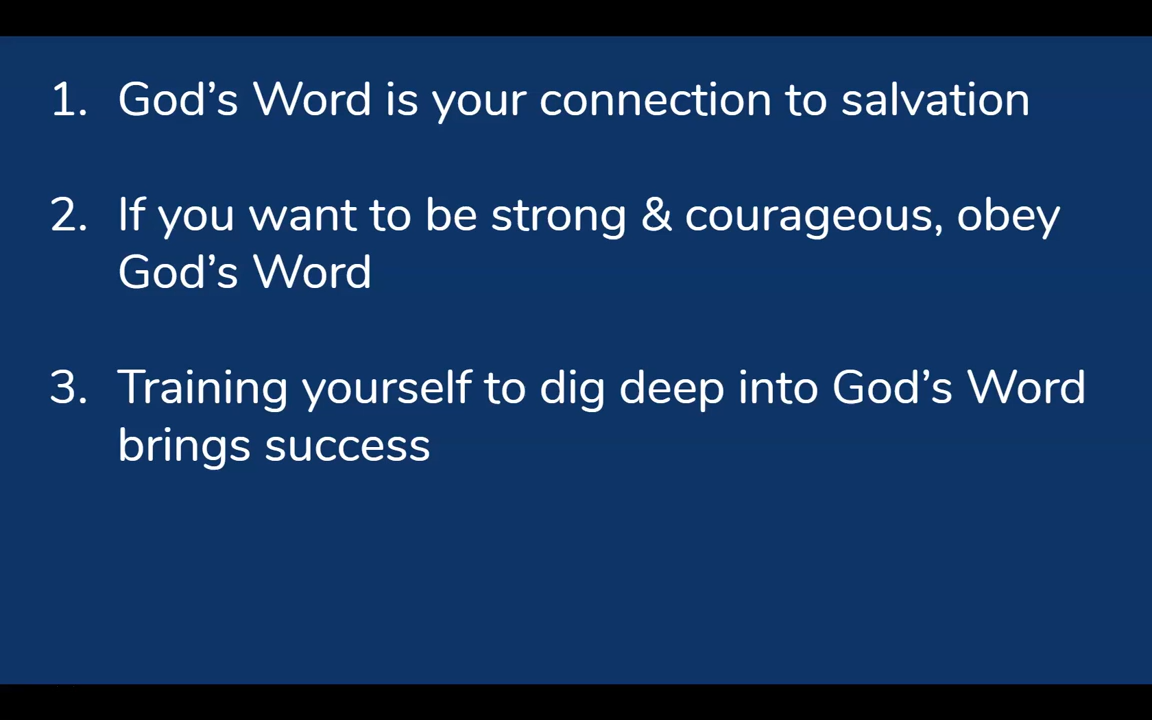 1. God’s Word is your connection to salvation
2. If you want to be strong & courageous, obey
God’s Word
3. Training yourself to dig deep into God’s Word
brings success